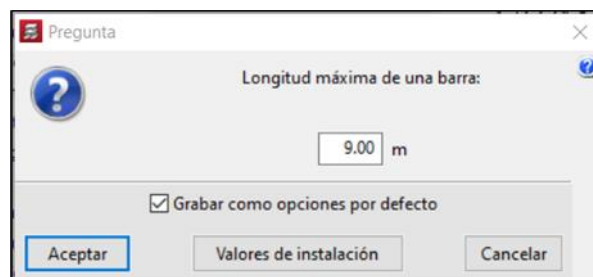 Pregunta
Longitud máxima de una barra:
9.00 m
Grabar como opciones por defecto
Aceptar Valores de instalación Cancelar